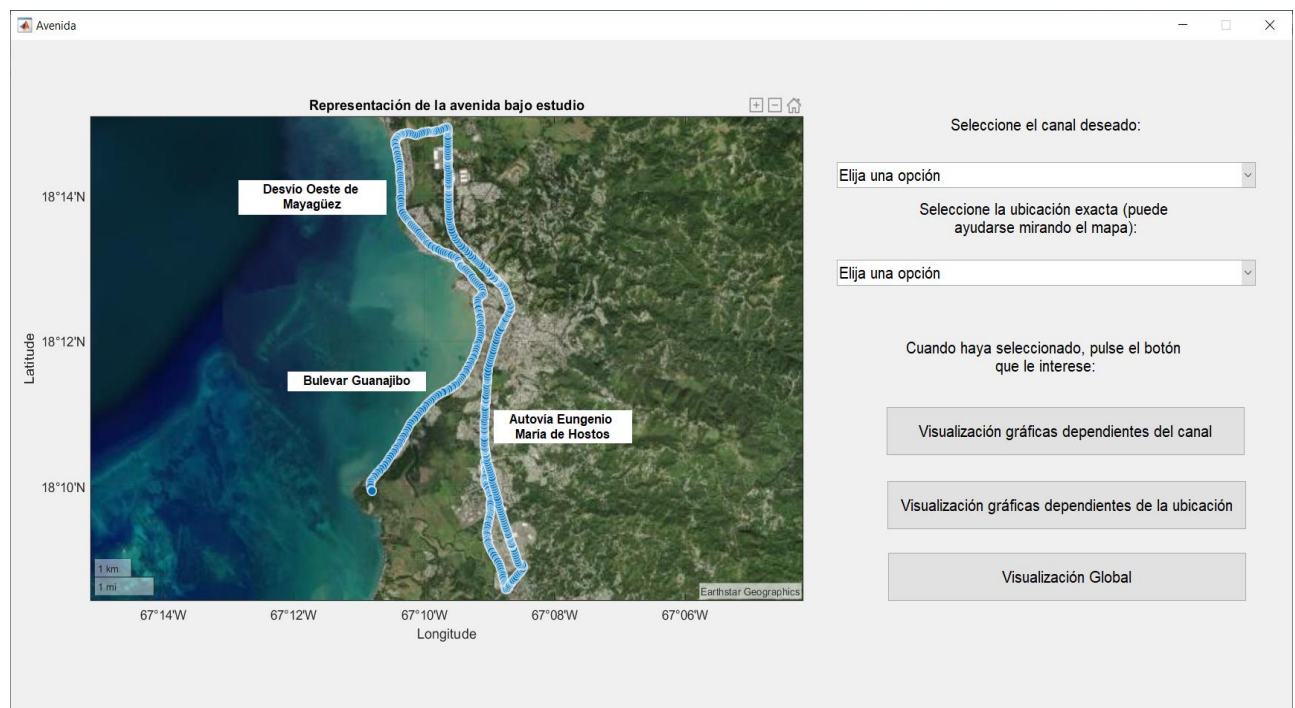 Avenida
Representación de la avenida bajo estudio
Desvío Oeste de
Mayagüez
Bulevar Guanajibo
Autovía Eungenio
María de Hostos
18°14'N
18°12'N
18°10'N
Latitude
1 km
1 mi
Earthstar Geographics
67°14'W
67°12'W
67°10'W
67°08'W
67°06'W
Longitude
Seleccione el canal deseado:
Elija una opción
Seleccione la ubicación exacta (puede
ayudarse mirando el mapa):
Elija una opción
Cuando haya seleccionado, pulse el botón
que le interese:
Visualización gráficas dependientes del canal
Visualización gráficas dependientes de la ubicación
Visualización Global